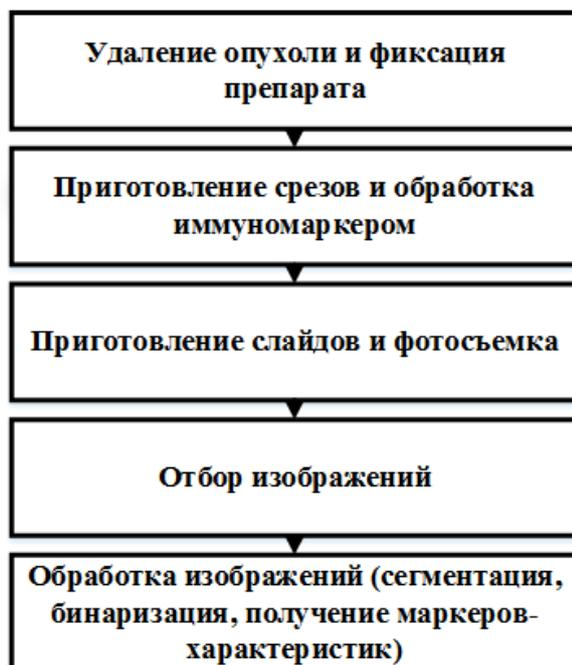 Удаление опухоли и фиксация
препарата
Приготовление срезов и обработка
иммуномаркером
Приготовление слайдов и фотосъемка
Отбор изображений
Обработка изображений (сегментация,
бинаризация, получение маркеров-
характеристик)